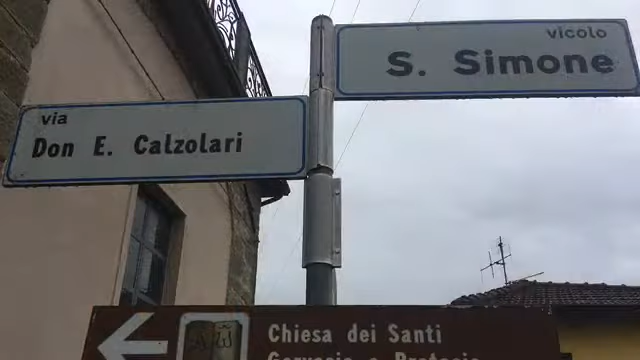 vicolo
S. Simone
via
Don E. Calzolari
Chiesa dei Santi
Gervasio e Protasio